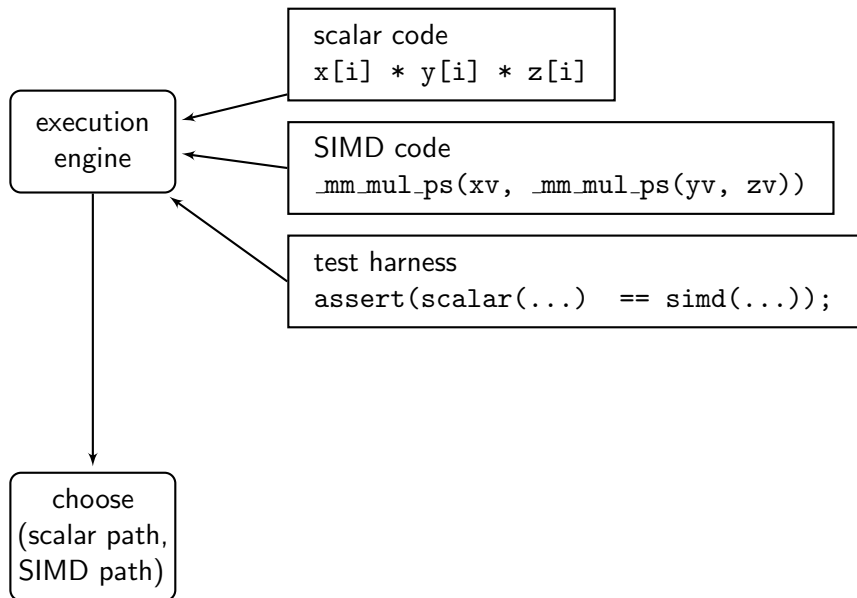 scalar code
x[i] * y[i] * z[i]
execution
engine
SIMD code
_mm_mul_ps(xv, _mm_mul_ps(yv, zv))
test harness
assert(scalar(...) == simd(...));
choose
(scalar path,
SIMD path)